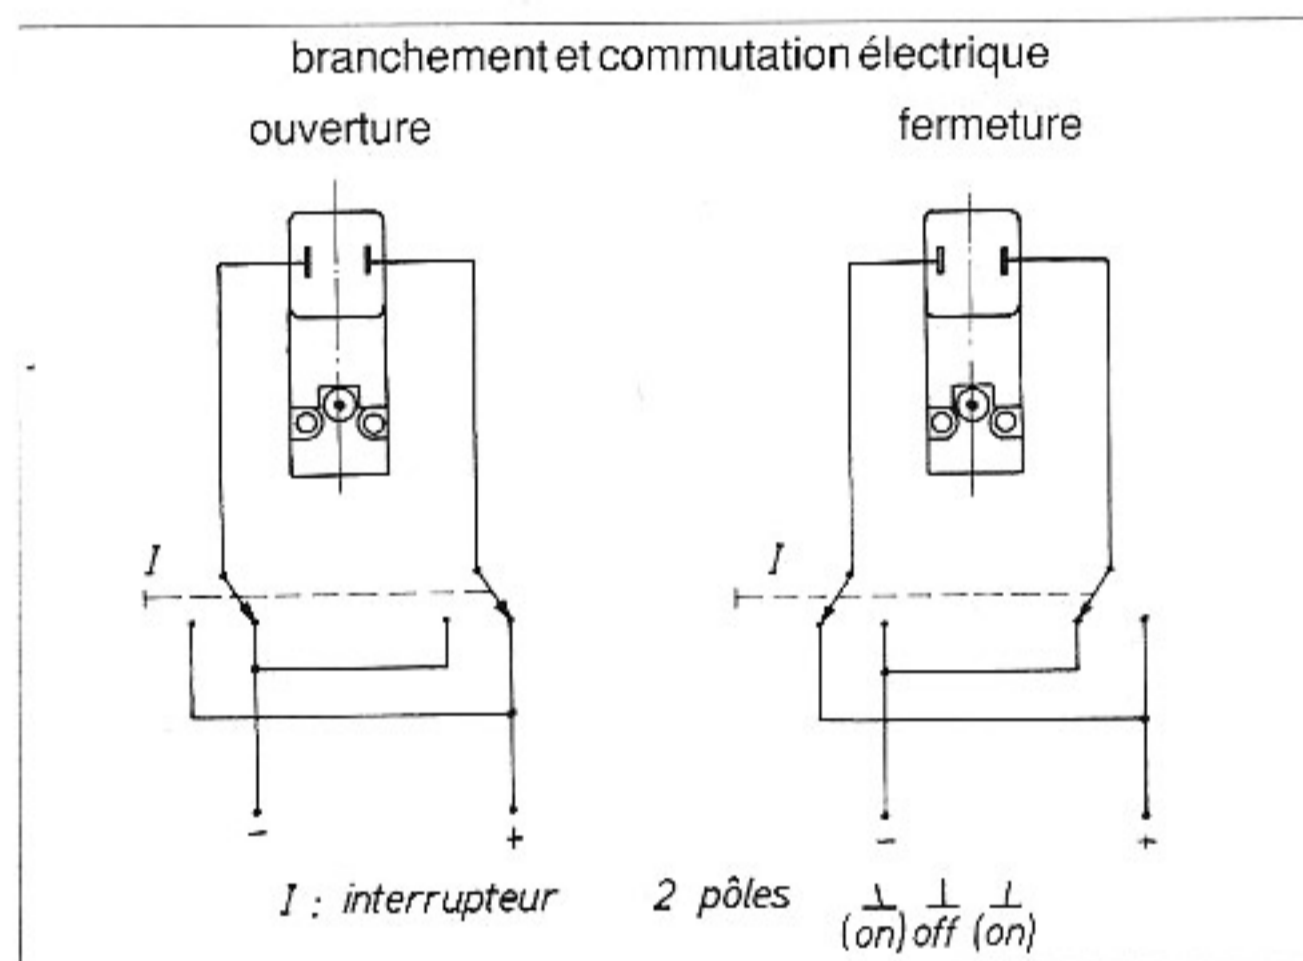 branchement et commutation électrique
ouverture fermeture
I I
- + - +
I : interrupteur 2 pôles (on) off (on)